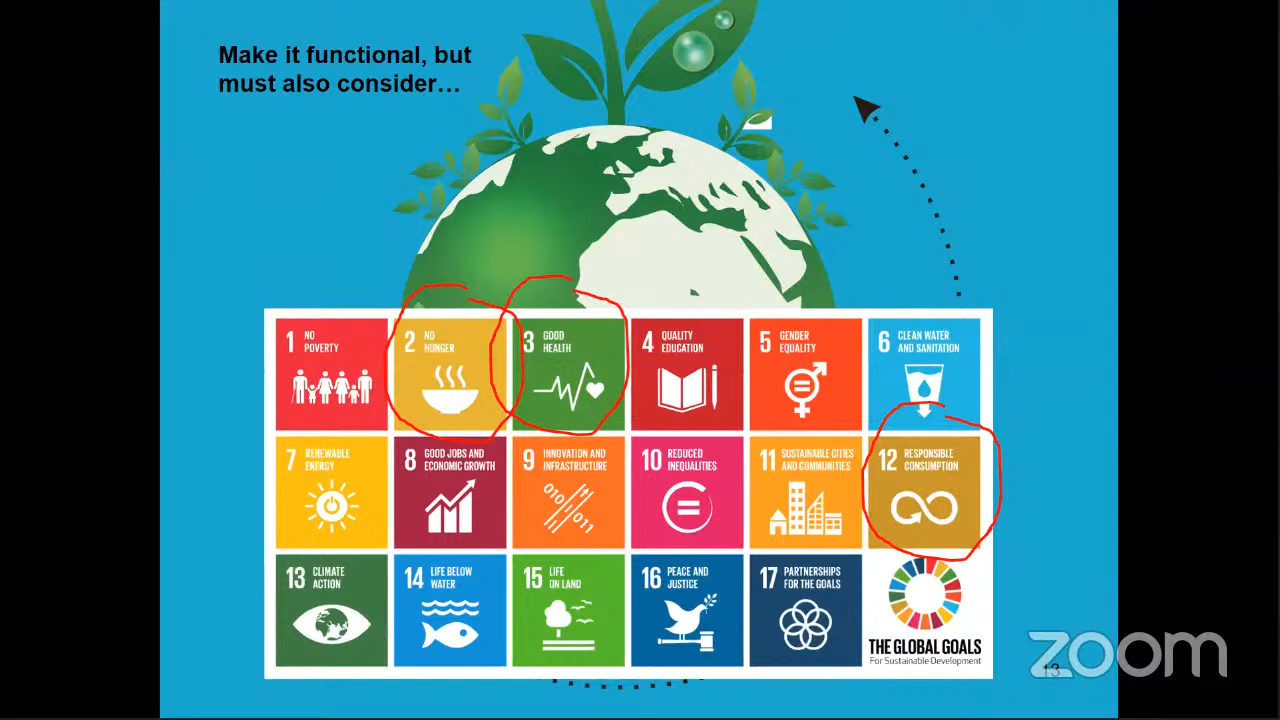 Make it functional, but
must also consider…
1 NO
POVERTY
2 NO
HUNGER
3 GOOD
HEALTH
4 QUALITY
EDUCATION
5 GENDER
EQUALITY
6 CLEAN WATER
AND SANITATION
7 RENEWABLE
ENERGY
8 GOOD JOBS AND
ECONOMIC GROWTH
9 INNOVATION AND
INFRASTRUCTURE
010
011
10 REDUCED
INEQUALITIES
11 SUSTAINABLE CITIES
AND COMMUNITIES
12 RESPONSIBLE
CONSUMPTION
13 CLIMATE
ACTION
14 LIFE BELOW
WATER
15 LIFE
ON LAND
16 PEACE AND
JUSTICE
17 PARTNERSHIPS
FOR THE GOALS
THE GLOBAL GOALS
For Sustainable Development
13
zoom